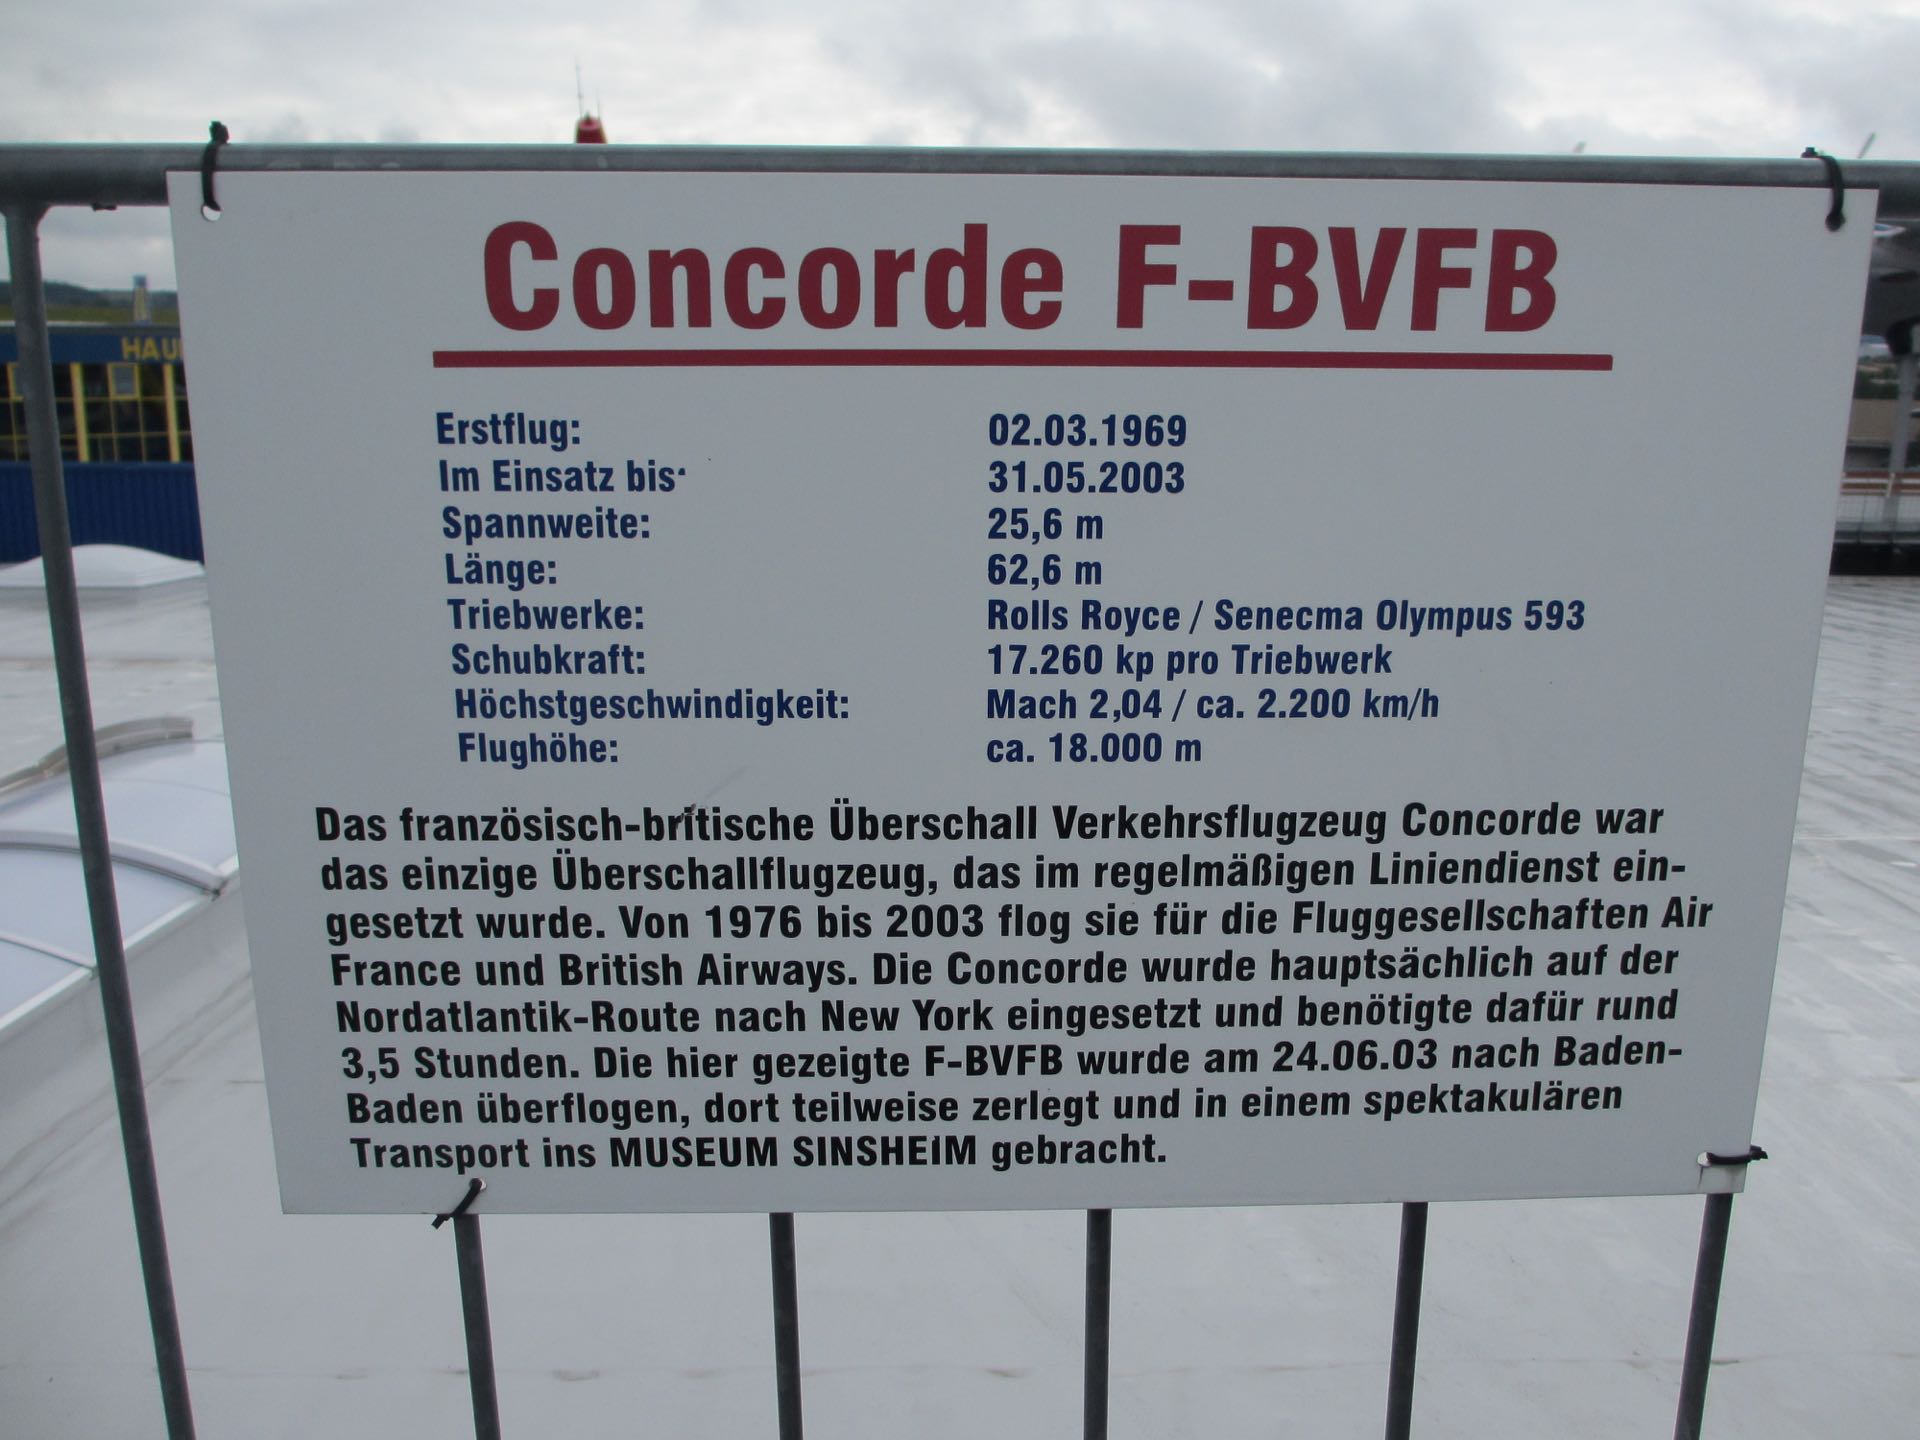 Concorde F-BVFB
HAU
Erstflug: 02.03.1969
Im Einsatz bis: 31.05.2003
Spannweite: 25,6 m
Länge: 62,6 m
Triebwerke: Rolls Royce / Senecma Olympus 593
Schubkraft: 17.260 kp pro Triebwerk
Höchstgeschwindigkeit: Mach 2,04 / ca. 2.200 km/h
Flughöhe: ca. 18.000 m
Das französisch-britische Überschall Verkehrsflugzeug Concorde war
das einzige Überschallflugzeug, das im regelmäßigen Liniendienst ein-
gesetzt wurde. Von 1976 bis 2003 flog sie für die Fluggesellschaften Air
France und British Airways. Die Concorde wurde hauptsächlich auf der
Nordatlantik-Route nach New York eingesetzt und benötigte dafür rund
3,5 Stunden. Die hier gezeigte F-BVFB wurde am 24.06.03 nach Baden-
Baden überflogen, dort teilweise zerlegt und in einem spektakulären
Transport ins MUSEUM SINSHEIM gebracht.